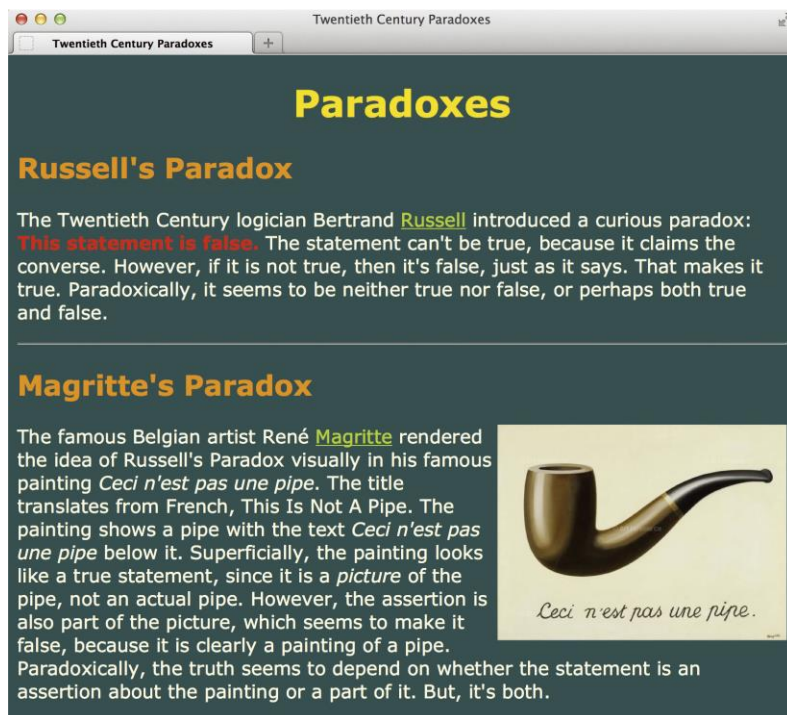 Twentieth Century Paradoxes
Twentieth Century Paradoxes
Paradoxes
Russell's Paradox
The Twentieth Century logician Bertrand Russell introduced a curious paradox:
This statement is false. The statement can't be true, because it claims the
converse. However, if it is not true, then it's false, just as it says. That makes it
true. Paradoxically, it seems to be neither true nor false, or perhaps both true
and false.
Magritte's Paradox
The famous Belgian artist René Magritte rendered
the idea of Russell's Paradox visually in his famous
painting Ceci n'est pas une pipe. The title
translates from French, This Is Not A Pipe. The
painting shows a pipe with the text Ceci n'est pas
une pipe below it. Superficially, the painting looks
like a true statement, since it is a picture of the
pipe, not an actual pipe. However, the assertion is
also part of the picture, which seems to make it
false, because it is clearly a painting of a pipe.
Paradoxically, the truth seems to depend on whether the statement is an
assertion about the painting or a part of it. But, it's both.
Ceci n'est pas une pipe.